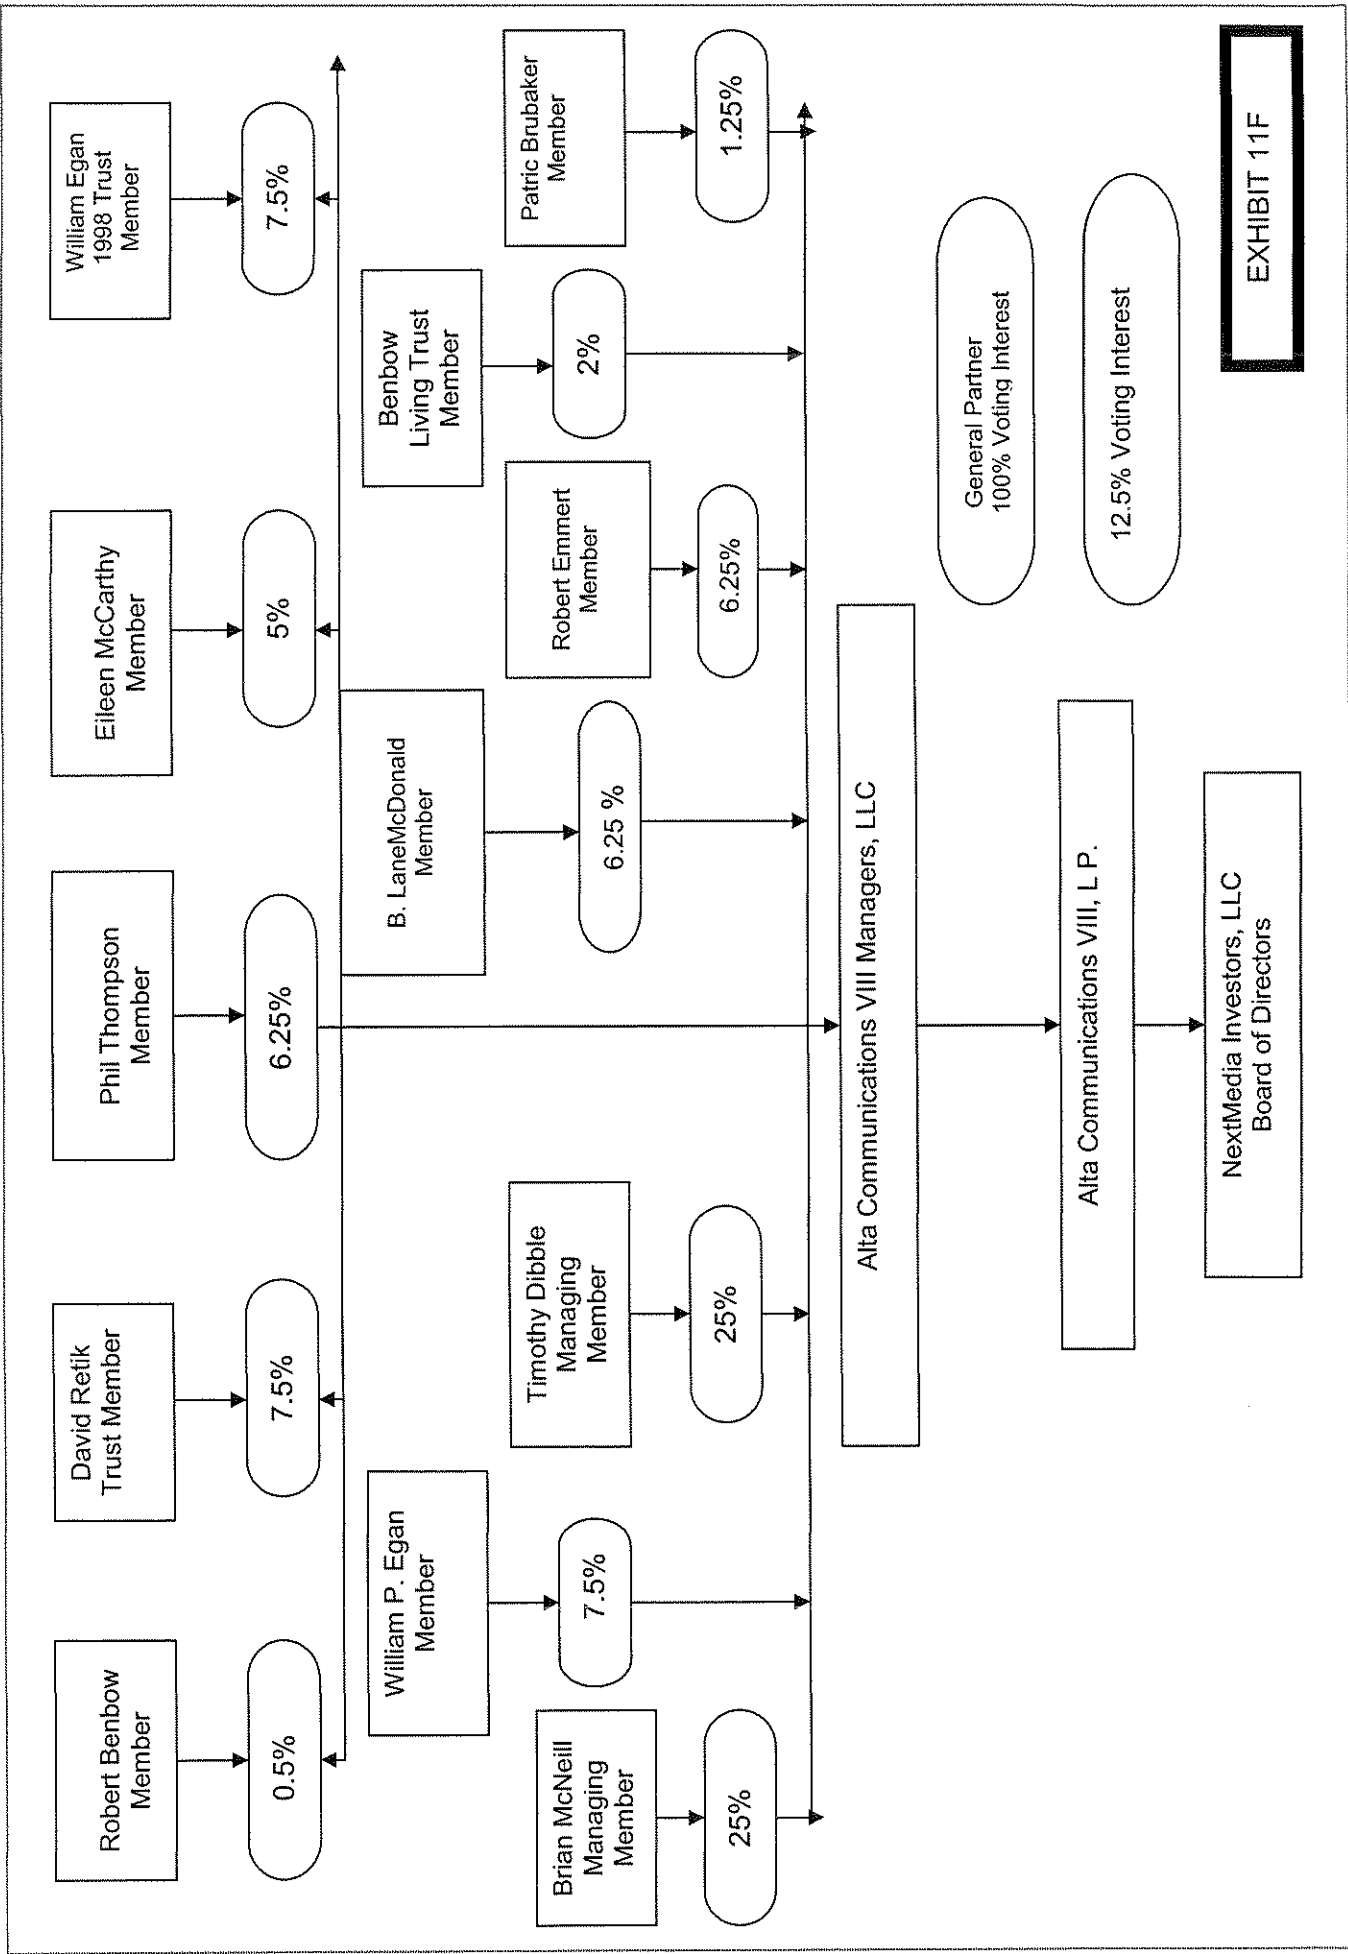 Robert Benbow
Member
David Retik
Trust Member
Phil Thompson
Member
Eileen McCarthy
Member
William Egan
1998 Trust
Member
0.5%
7.5%
6.25%
5%
7.5%
William P. Egan
Member
B. LaneMcDonald
Member
Benbow
Living Trust
Member
7.5%
6.25 %
2%
Brian McNeill
Managing
Member
Timothy Dibble
Managing
Member
Robert Emmert
Member
Patric Brubaker
Member
25%
25%
6.25%
1.25%
Alta Communications VIII Managers, LLC
General Partner
100% Voting Interest
Alta Communications VIII, L P.
12.5% Voting Interest
NextMedia Investors, LLC
Board of Directors
EXHIBIT 11F